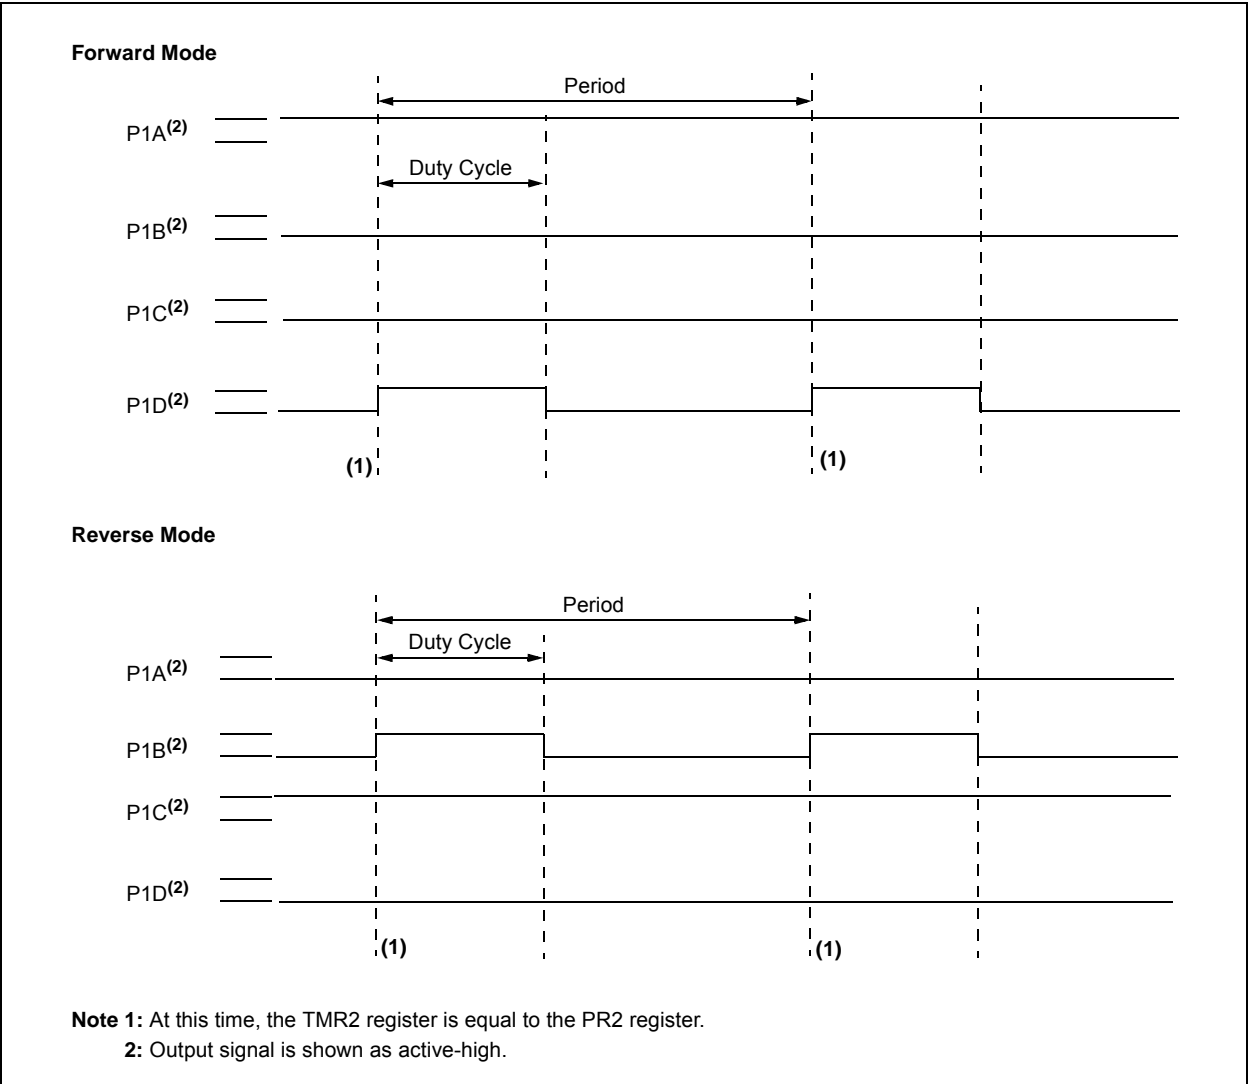 Forward Mode
Period
P1A(2)
Duty Cycle
P1B(2)
P1C(2)
P1D(2)
(1)
(1)
Reverse Mode
Period
Duty Cycle
P1A(2)
P1B(2)
P1C(2)
P1D(2)
(1)
(1)
Note 1: At this time, the TMR2 register is equal to the PR2 register.
2: Output signal is shown as active-high.